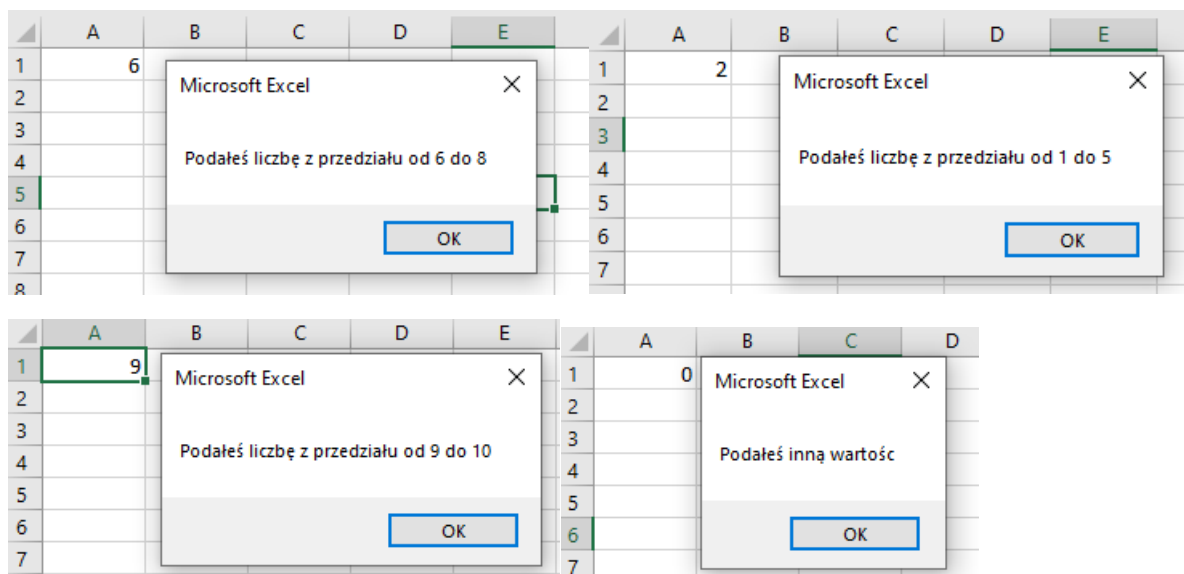 A B C D E
1 6
Microsoft Excel
2
3
4 Podałeś liczbę z przedziału od 6 do 8
5
6 OK
7
8
A B C D E
1 2
Microsoft Excel
2
3
4 Podałeś liczbę z przedziału od 1 do 5
5
6 OK
7
A B C D E
1 9
Microsoft Excel
2
3
4 Podałeś liczbę z przedziału od 9 do 10
5
6 OK
7
A B C D
1 0
Microsoft Excel
2
3
4 Podałeś inną wartośc
5
6 OK
7